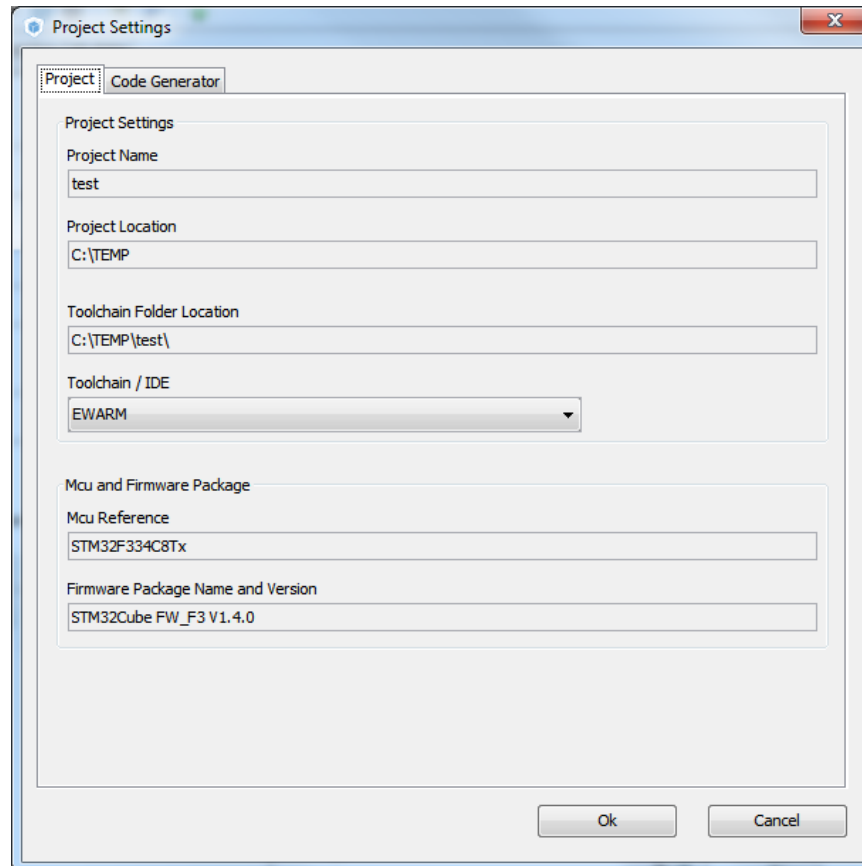 Project Settings
Project Code Generator
Project Settings
Project Name
test
Project Location
C:\TEMP
Toolchain Folder Location
C:\TEMP\test\
Toolchain / IDE
EWARM
Mcu and Firmware Package
Mcu Reference
STM32F334C8Tx
Firmware Package Name and Version
STM32Cube FW_F3 V1.4.0
Ok Cancel